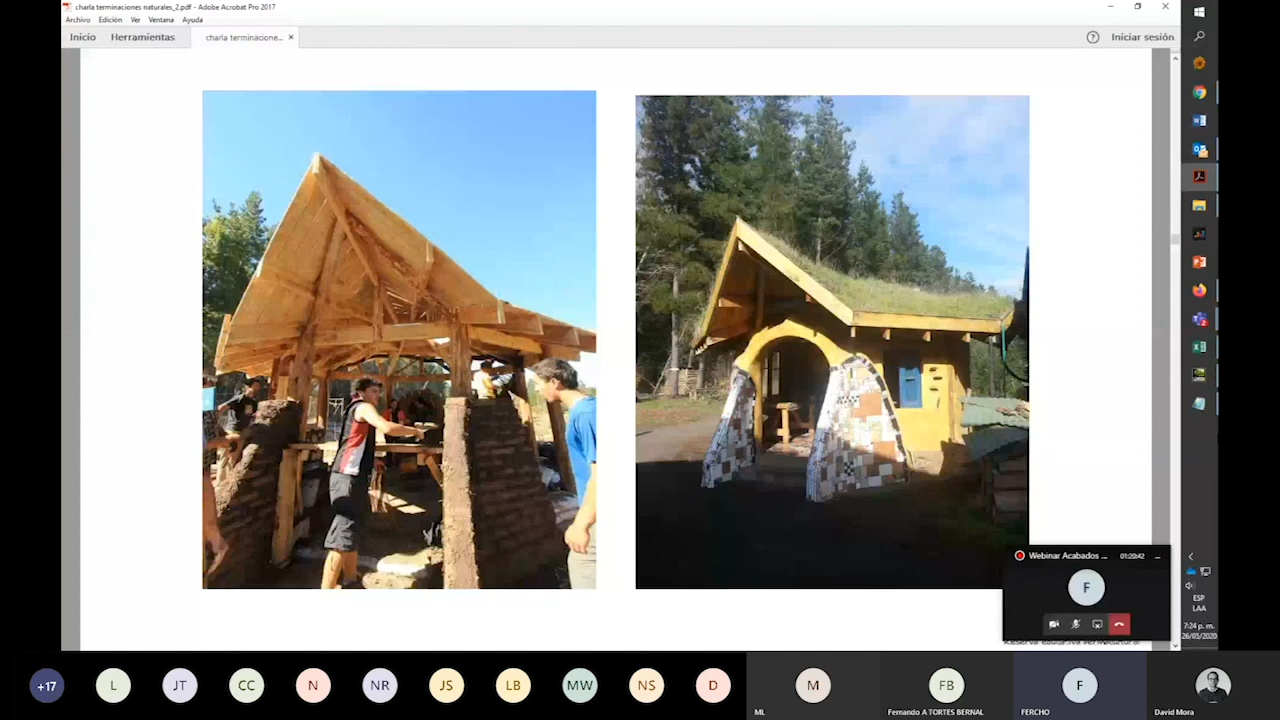 charla terminaciones naturales_2.pdf - Adobe Acrobat Pro 2017
Archivo Edición Ver Ventana Ayuda
Inicio Herramientas charla terminacione... × ? Iniciar sesión
Webinar Acabados ... 01:20:42
F
ESP
LAA
7:24 p. m.
26/05/2020
+17 L JT CC N NR JS LB MW NS D M FB F
ML Fernando A TORTES BERNAL FERCHO David Mora